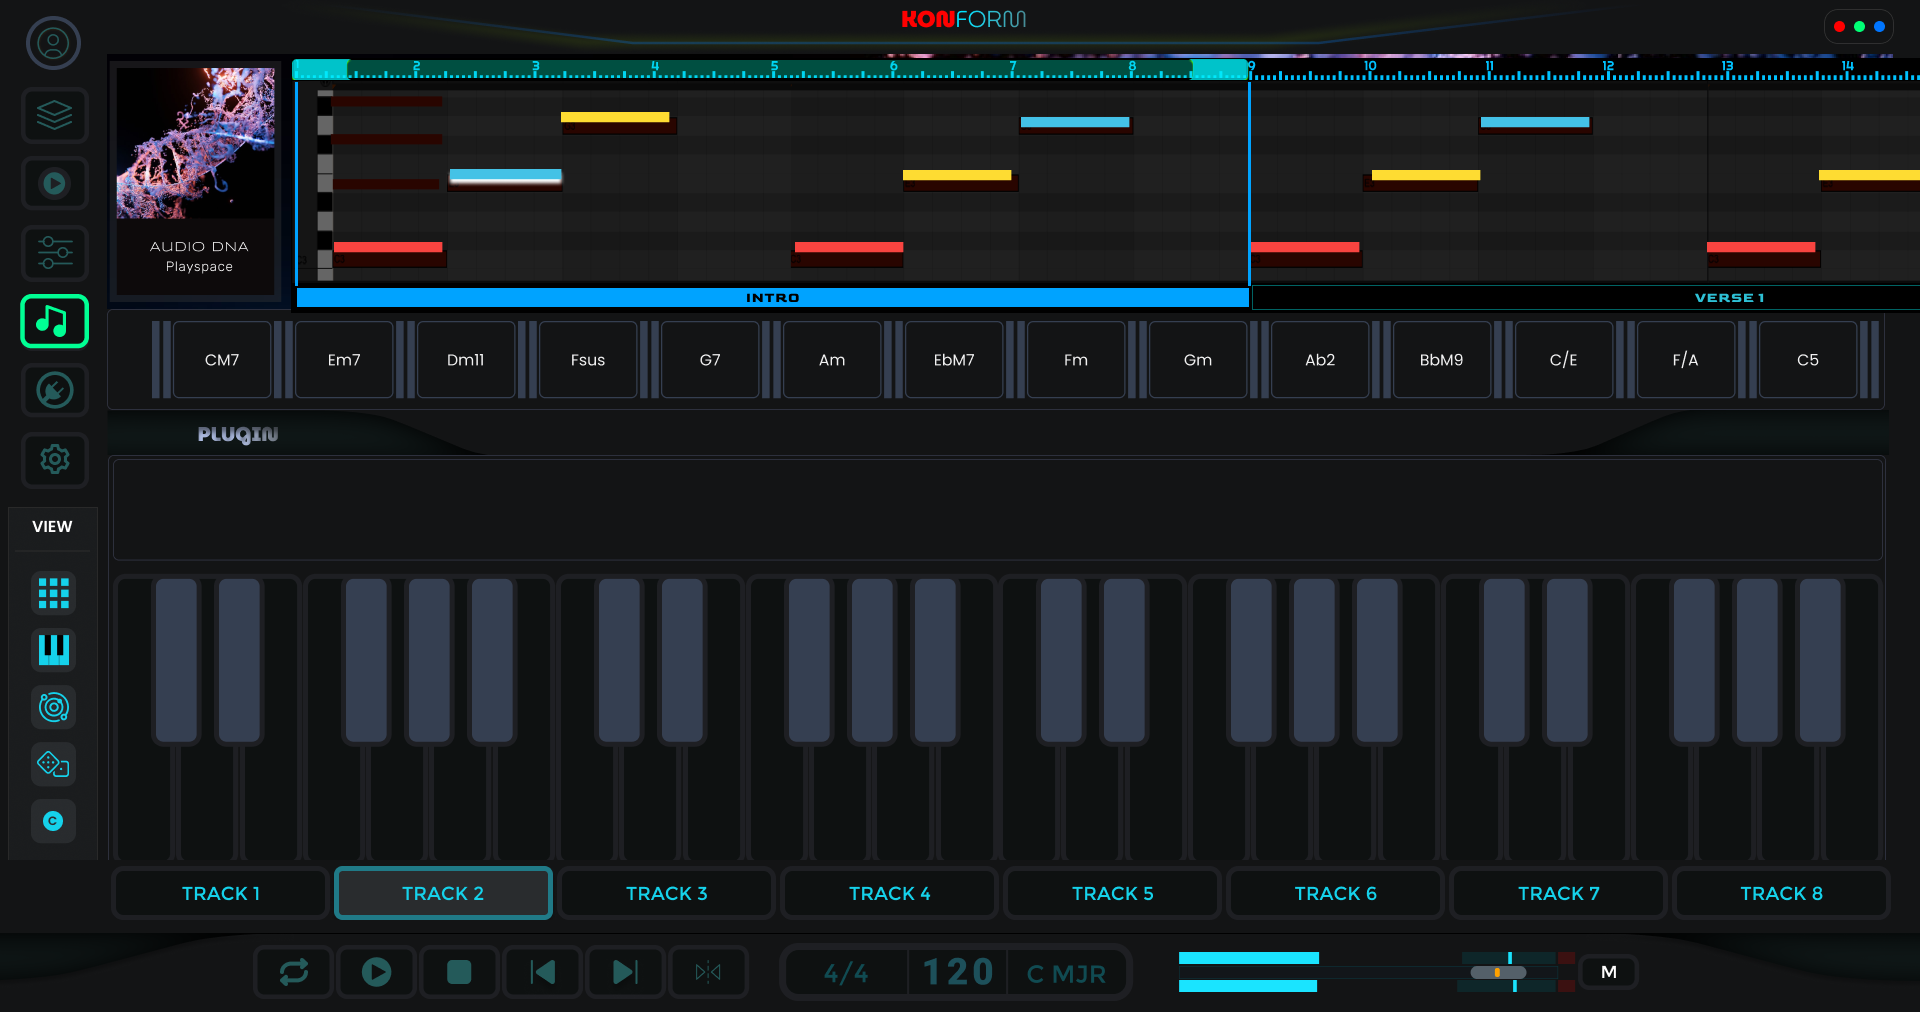 KONFORM
2 3 4 5 6 7 8 9 10 11 12 13 14
AUDIO DNA
Playspace
INTRO VERSE 1
CM7 Em7 Dm11 Fsus G7 Am EbM7 Fm Gm Ab2 BbM9 C/E F/A C5
PLUGIN
VIEW
C
TRACK 1 TRACK 2 TRACK 3 TRACK 4 TRACK 5 TRACK 6 TRACK 7 TRACK 8
4/4 120 C MJR M